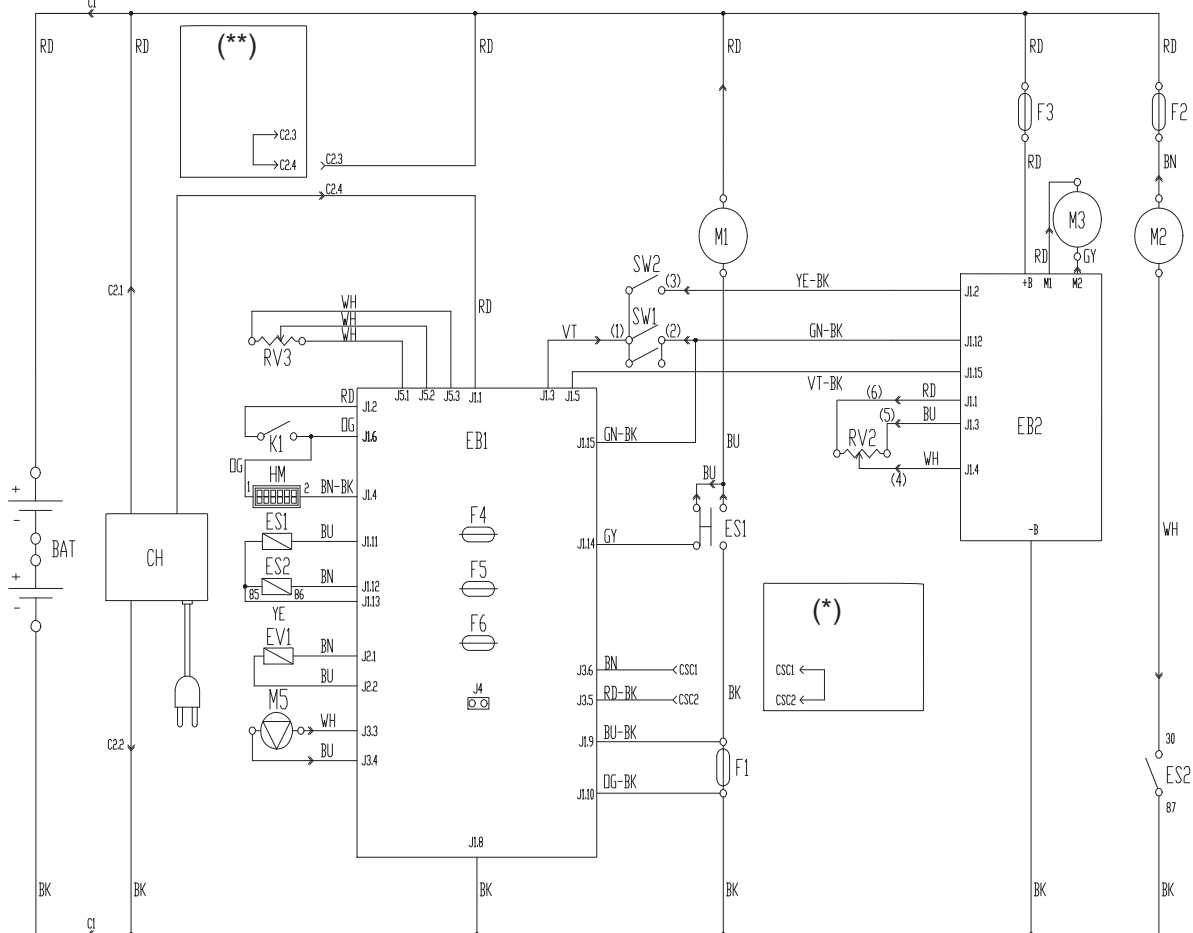 C1
RD RD RD RD RD RD
(**)
C2.3
C2.4
C2.3
C2.4
F3 F2
RD BN
M1 M3 M2
RD GY
SW2 (3) YE-BK J1.2 +B M1 M2
C2.1
WH
WH
WH
RV3
RD
VT (1) SW1 (2) GN-BK J1.12
J1.15
VT-BK
J5.1 J5.2 J5.3 J1.1 J1.3 J1.5
(6) RD J1.1
(5) BU J1.3
RV2 EB2
WH J1.4
(4)
RD J1.2
OG J1.6
K1 EB1
GN-BK J1.15
BU
OG HM
1 2 BN-BK J1.4
BU
ES1 BU J1.11
F4
GY J1.14 ES1
-B
WH
BAT
+
-
+
-
CH
ES2 BN J1.12
85 86 J1.13
YE
F5
(*)
EV1 BN J2.1
BU J2.2
F6
J4
J3.6 BN CSC1
J3.5 RD-BK CSC2
CSC1
CSC2
BK
M5 WH J3.3
BU J3.4
C2.2
J1.9 BU-BK
F1
J1.10 OG-BK
30
ES2
87
J1.8
BK BK BK BK BK BK
C1